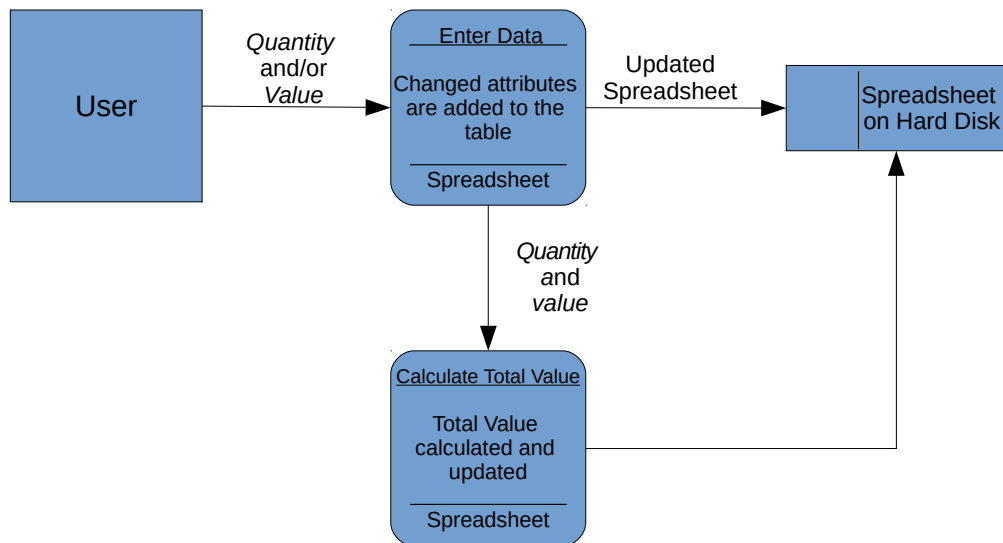 User
Quantity
and/or
Value
Enter Data
Changed attributes
are added to the
table
Spreadsheet
Updated
Spreadsheet
Spreadsheet
on Hard Disk
Quantity
and
value
Calculate Total Value
Total Value
calculated and
updated
Spreadsheet